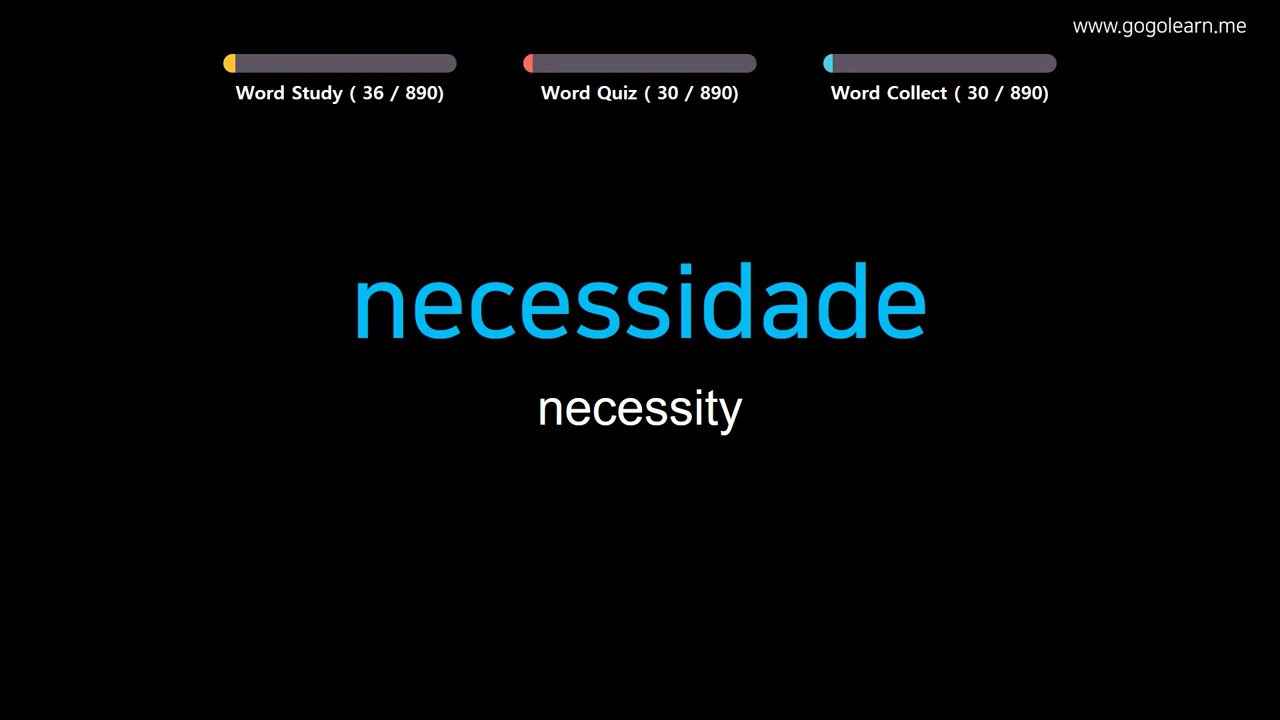 www.gogolearn.me
Word Study ( 36 / 890)
Word Quiz ( 30 / 890)
Word Collect ( 30 / 890)
necessidade
necessity